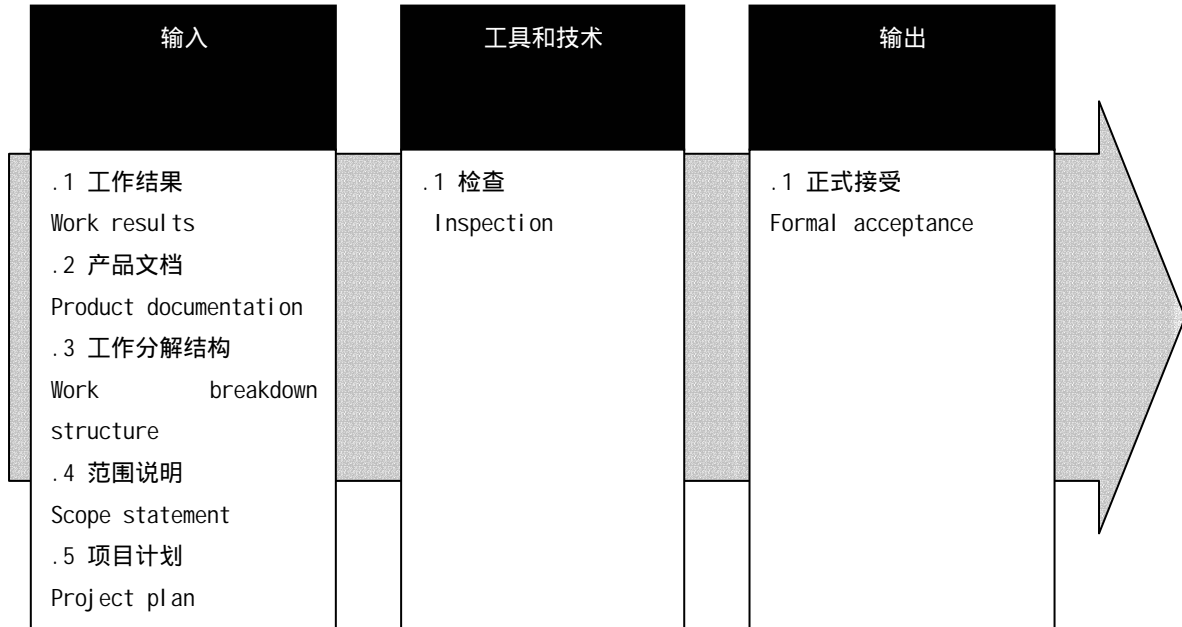 输入
.1 工作结果
Work results
.2 产品文档
Product documentation
.3 工作分解结构
Work breakdown
structure
.4 范围说明
Scope statement
.5 项目计划
Project plan
工具和技术
.1 检查
Inspection
输出
.1 正式接受
Formal acceptance